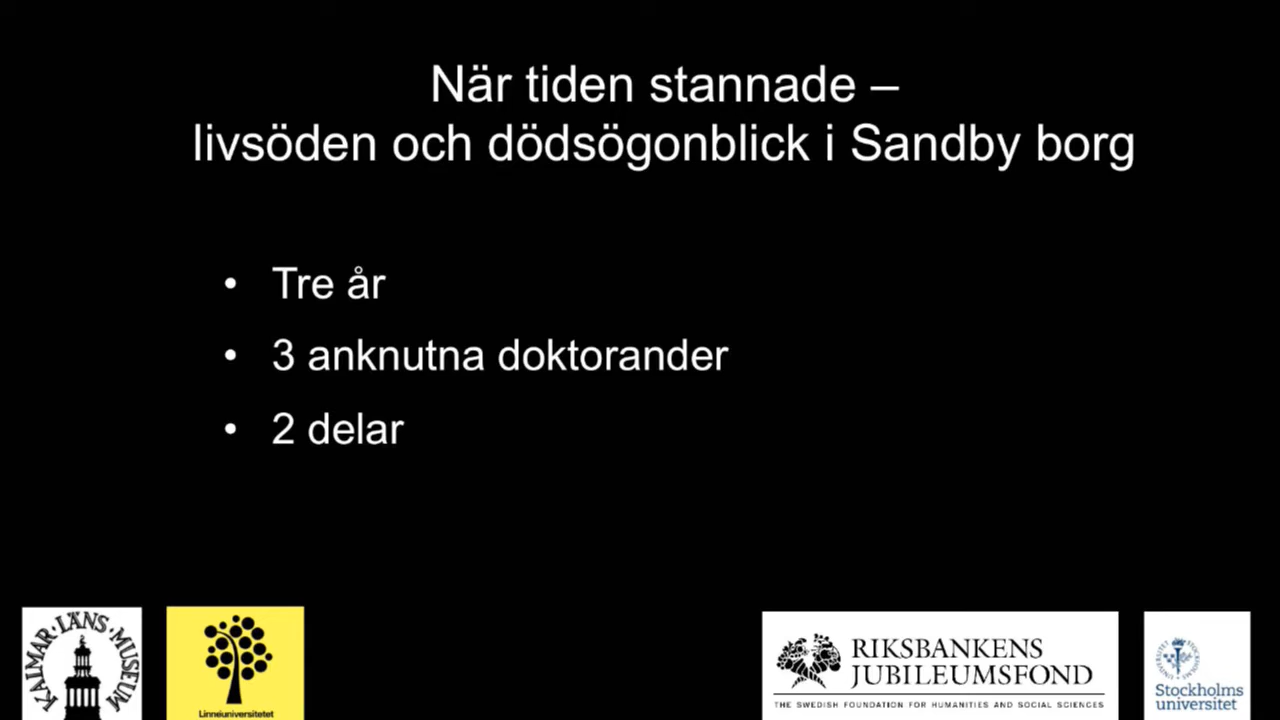 När tiden stannade –
livsöden och dödsögonblick i Sandby borg
• Tre år
• 3 anknutna doktorander
• 2 delar
KALMAR·LÄNS·MUSEUM
Linnéuniversitetet
RIKSBANKENS
JUBILEUMSFOND
THE SWEDISH FOUNDATION FOR HUMANITIES AND SOCIAL SCIENCES
Stockholms
universitet